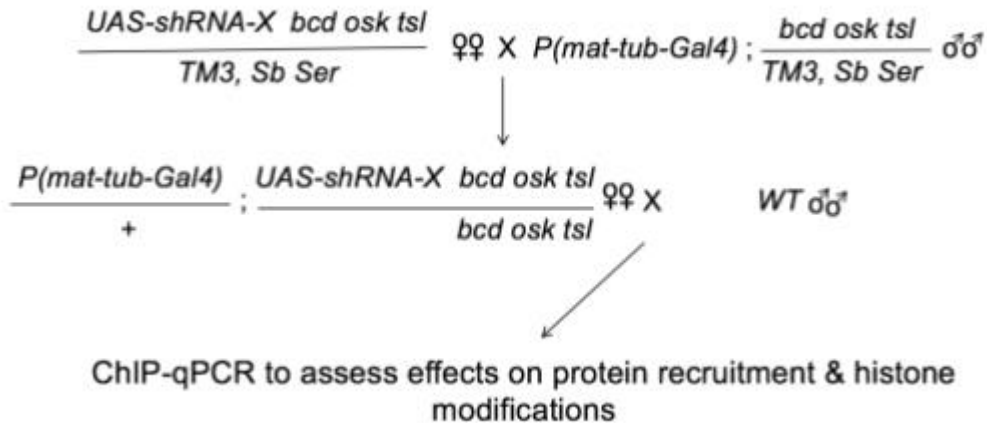 UAS-shRNA-X bcd osk tsl ♀♀ X P(mat-tub-Gal4) ; bcd osk tsl ♂♂
TM3, Sb Ser TM3, Sb Ser
P(mat-tub-Gal4) ; UAS-shRNA-X bcd osk tsl ♀♀ X WT ♂♂
+ bcd osk tsl
ChIP-qPCR to assess effects on protein recruitment & histone
modifications